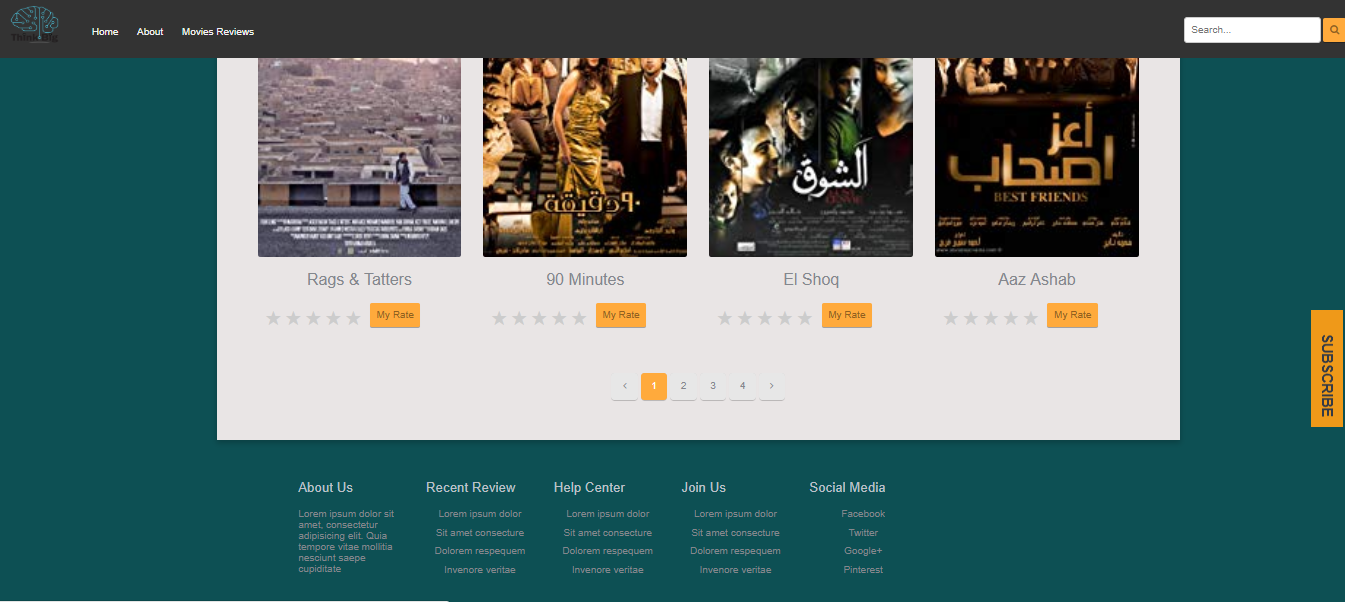 Home About Movies Reviews
Search...
٩٠ دقيقة
الشوق
أعز
اصحاب
BEST FRIENDS
Rags & Tatters 90 Minutes El Shoq Aaz Ashab
My Rate My Rate My Rate My Rate
‹ 1 2 3 4 ›
SUBSCRIBE
About Us
Lorem ipsum dolor sit
amet, consectetur
adipisicing elit. Quia
tempore vitae mollitia
nesciunt saepe
cupiditate
Recent Review
Lorem ipsum dolor
Sit amet consecture
Dolorem respequem
Invenore veritae
Help Center
Lorem ipsum dolor
Sit amet consecture
Dolorem respequem
Invenore veritae
Join Us
Lorem ipsum dolor
Sit amet consecture
Dolorem respequem
Invenore veritae
Social Media
Facebook
Twitter
Google+
Pinterest